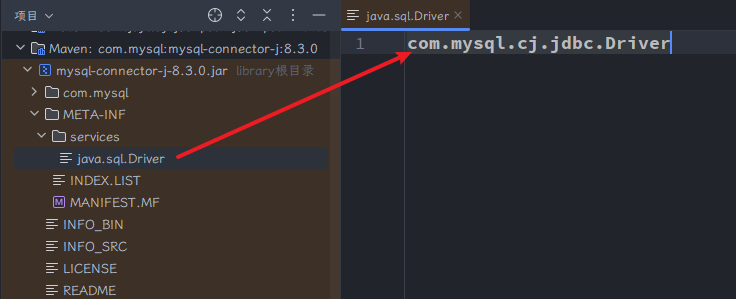 项目
Maven: com.mysql:mysql-connector-j:8.3.0
mysql-connector-j-8.3.0.jar library根目录
com.mysql
META-INF
services
java.sql.Driver
INDEX.LIST
MANIFEST.MF
INFO_BIN
INFO_SRC
LICENSE
README
java.sql.Driver
1 com.mysql.cj.jdbc.Driver